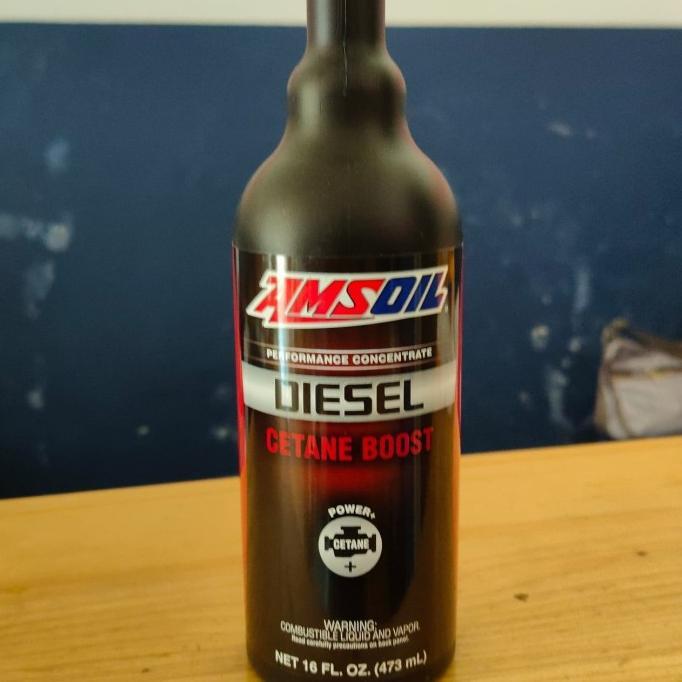 AMSOIL
PERFORMANCE CONCENTRATE
DIESEL
CETANE BOOST
POWER+
CETANE
+
WARNING:
COMBUSTIBLE LIQUID AND VAPOR.
Read carefully precautions on back panel.
NET 16 FL. OZ. (473 mL)